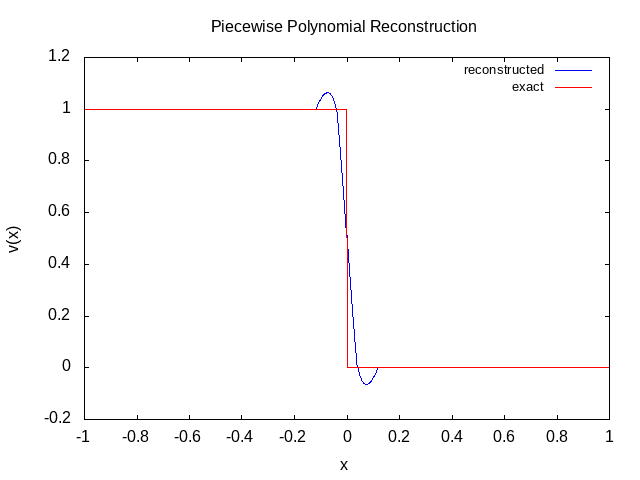 Piecewise Polynomial Reconstruction
1.2
reconstructed
exact
1
0.8
0.6
v(x)
0.4
0.2
0
-0.2
-1 -0.8 -0.6 -0.4 -0.2 0 0.2 0.4 0.6 0.8 1
x